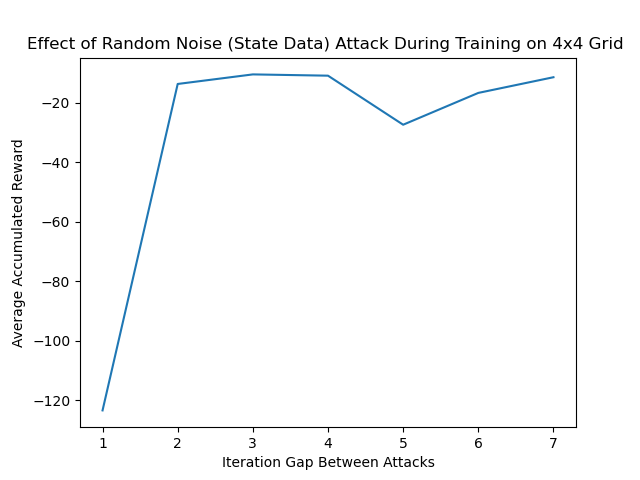 Effect of Random Noise (State Data) Attack During Training on 4x4 Grid
−20
−40
−60
−80
−100
−120
Average Accumulated Reward
1 2 3 4 5 6 7
Iteration Gap Between Attacks